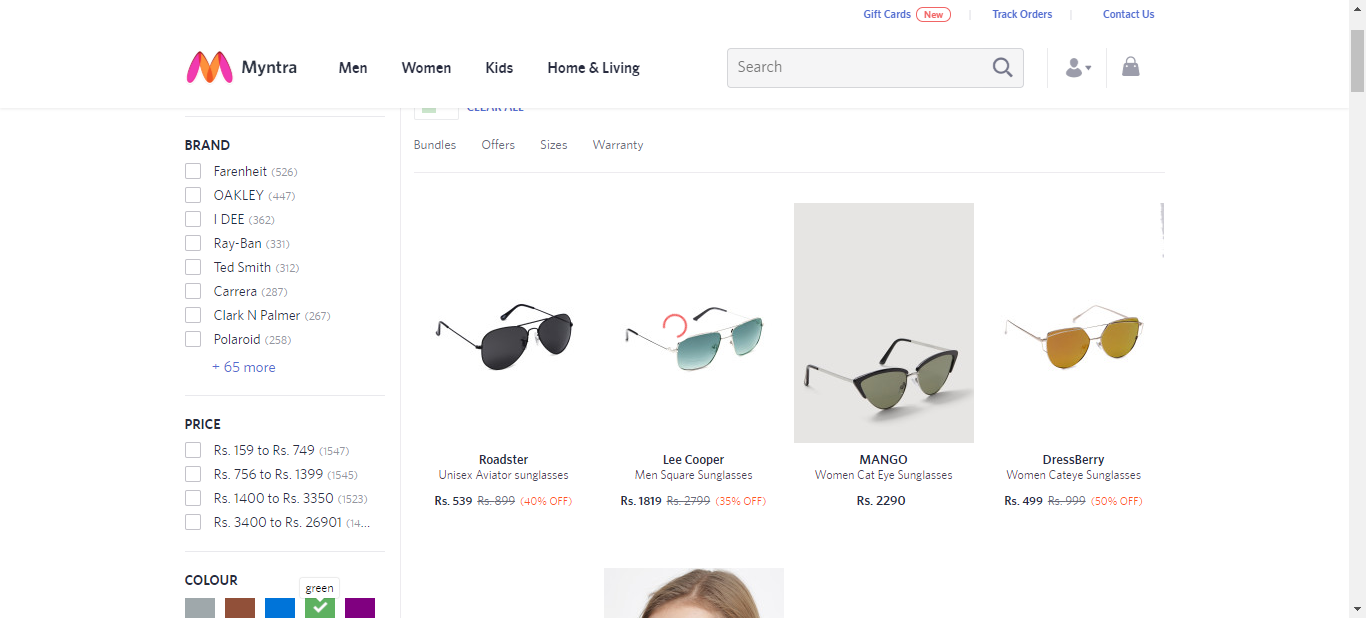 Gift Cards New Track Orders Contact Us
Myntra Men Women Kids Home & Living Search
CLEAR ALL
Bundles Offers Sizes Warranty
BRAND
Farenheit (526)
OAKLEY (447)
I DEE (362)
Ray-Ban (331)
Ted Smith (312)
Carrera (287)
Clark N Palmer (267)
Polaroid (258)
+ 65 more
PRICE
Rs. 159 to Rs. 749 (1547)
Rs. 756 to Rs. 1399 (1545)
Rs. 1400 to Rs. 3350 (1523)
Rs. 3400 to Rs. 26901 (14...
COLOUR
green
Roadster
Unisex Aviator sunglasses
Rs. 539 Rs. 899 (40% OFF)
Lee Cooper
Men Square Sunglasses
Rs. 1819 Rs. 2799 (35% OFF)
MANGO
Women Cat Eye Sunglasses
Rs. 2290
DressBerry
Women Cateye Sunglasses
Rs. 499 Rs. 999 (50% OFF)